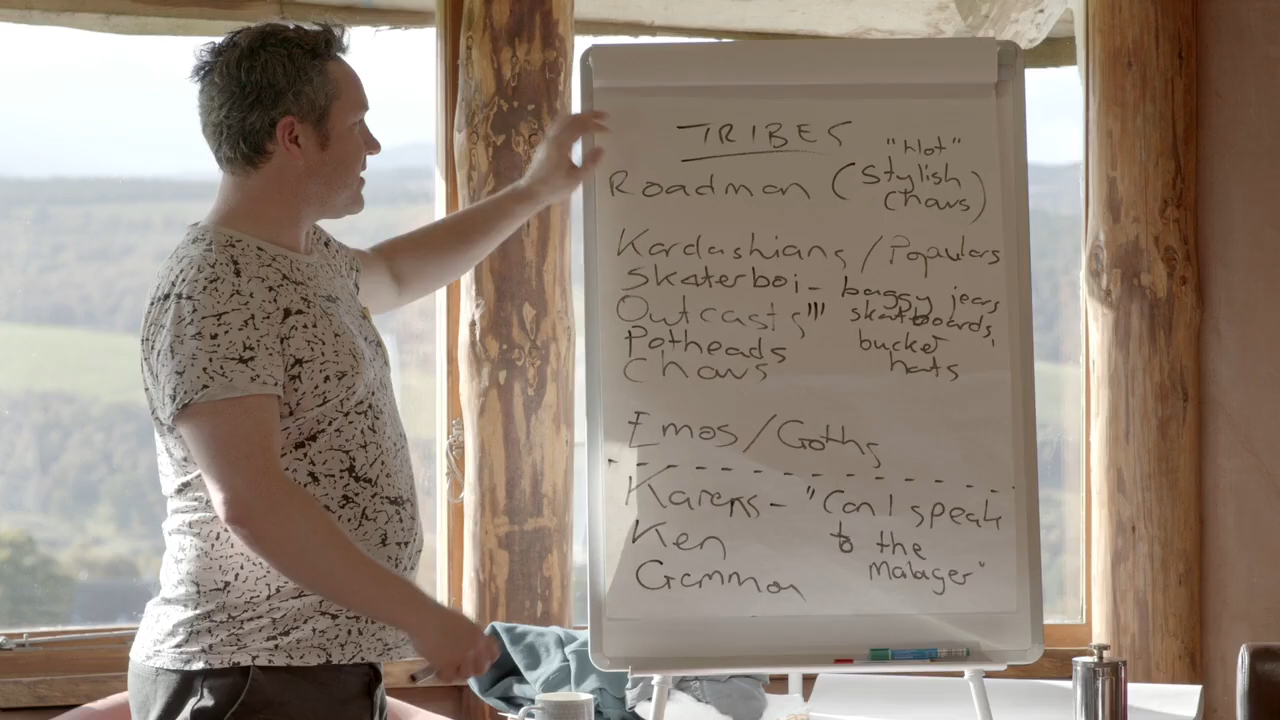 TRIBES
"Hot"
Roadman (Stylish
Chavs)
Kardashians / Populars
Skaterboi - baggy jeans,
Outcasts''' skateboards,
Potheads bucket
Chavs hats
Emos/Goths
Karens - "Can I speak
Ken to the
Gammon Manager"